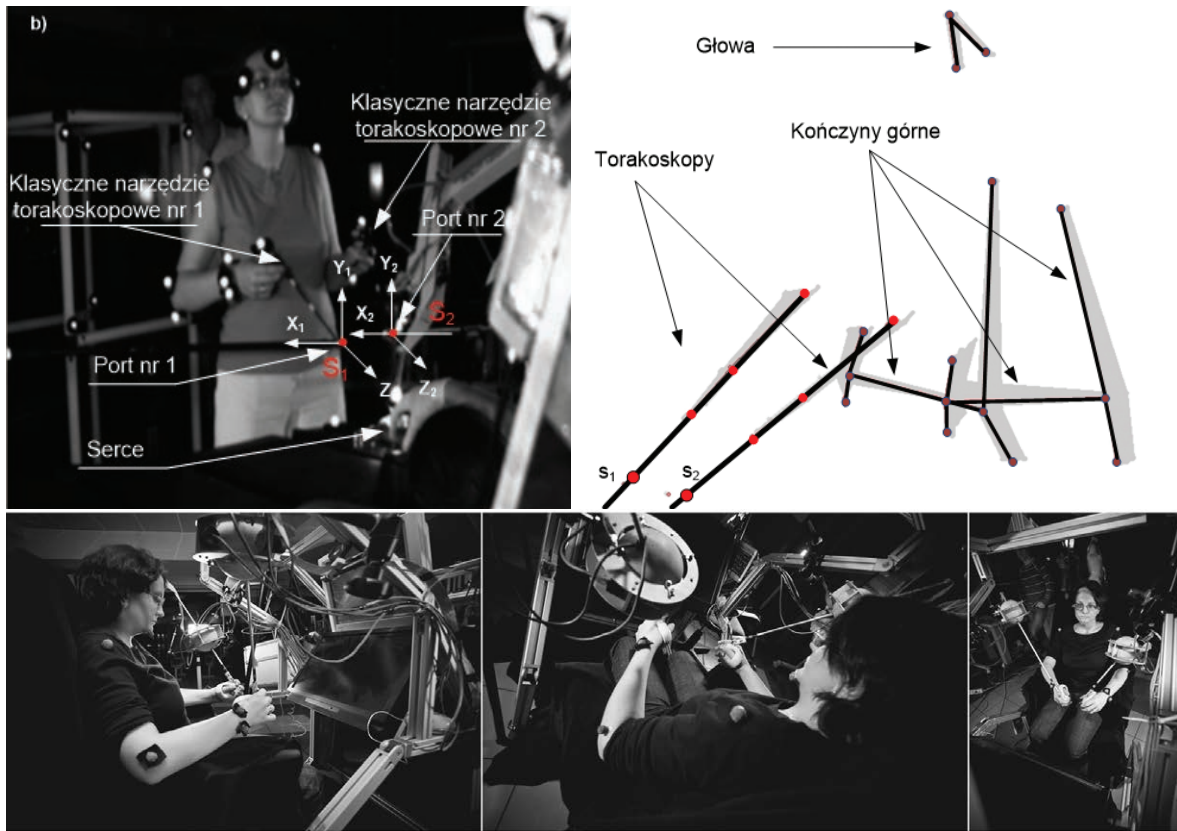 b)
Klasyczne narzędzie
torakoskopowe nr 2
Klasyczne narzędzie
torakoskopowe nr 1
Port nr 2
Y₁
Y₂
X₁
X₂
S₂
Port nr 1
S₁
Z
Z₂
Serce
Głowa
Kończyny górne
Torakoskopy
s₁
s₂